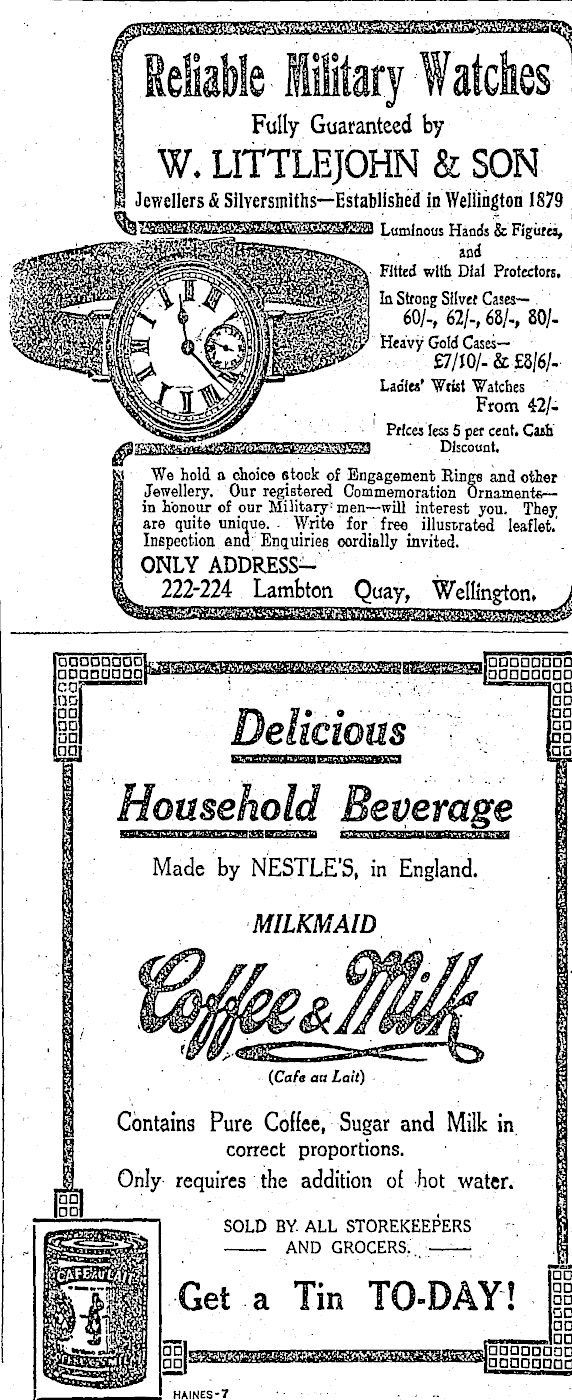 Reliable Military Watches
Fully Guaranteed by
W. LITTLEJOHN & SON
Jewellers & Silversmiths—Established in Wellington 1879
Luminous Hands & Figures,
and
Fitted with Dial Protectors.
In Strong Silver Cases—
60/-, 62/-, 68/-, 80/-
Heavy Gold Cases—
£7/10/- & £8/6/-
Ladies' Wrist Watches
From 42/-
Prices less 5 per cent. Cash
Discount.
We hold a choice stock of Engagement Rings and other
Jewellery. Our registered Commemoration Ornaments—
in honour of our Military men—will interest you. They
are quite unique. Write for free illustrated leaflet.
Inspection and Enquiries cordially invited.
ONLY ADDRESS—
222-224 Lambton Quay, Wellington.
Delicious
Household Beverage
Made by NESTLE'S, in England.
MILKMAID
Coffee & Milk
(Cafe au Lait)
Contains Pure Coffee, Sugar and Milk in
correct proportions.
Only requires the addition of hot water.
SOLD BY ALL STOREKEEPERS
AND GROCERS.
CAFE AU LAIT
Get a Tin TO-DAY!
HAINES-7